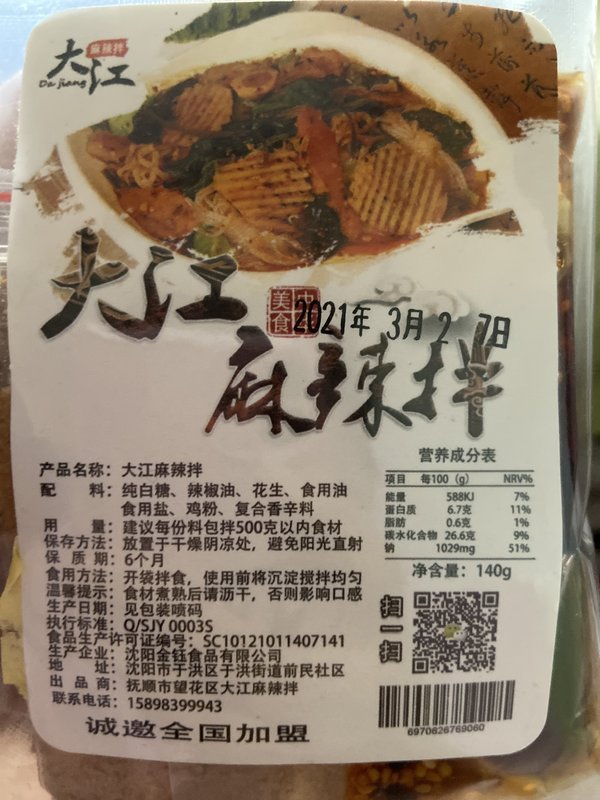 麻辣拌
大江
Da jiang
大江
中国
美食
2021年 3月 2 7日
麻辣拌
产品名称：大江麻辣拌
配　　料：纯白糖、辣椒油、花生、食用油
食用盐、鸡粉、复合香辛料
用　　量：建议每份料包拌500克以内食材
保存方法：放置于干燥阴凉处，避免阳光直射
保 质 期：6个月
食用方法：开袋拌食，使用前将沉淀搅拌均匀
温馨提示：食材煮熟后请沥干，否则影响口感
生产日期：见包装喷码
执行标准：Q/SJY 0003S
食品生产许可证编号：SC10121011407141
生产企业：沈阳金钰食品有限公司
地　　址：沈阳市于洪区于洪街道前民社区
出 品 商：抚顺市望花区大江麻辣拌
联系电话：15898399943
诚邀全国加盟
营养成分表
项目 每100（g） NRV%
能量 588KJ 7%
蛋白质 6.7克 11%
脂肪 0.6克 1%
碳水化合物 26.6克 9%
钠 1029mg 51%
净含量：140g
扫一扫
6970826769060